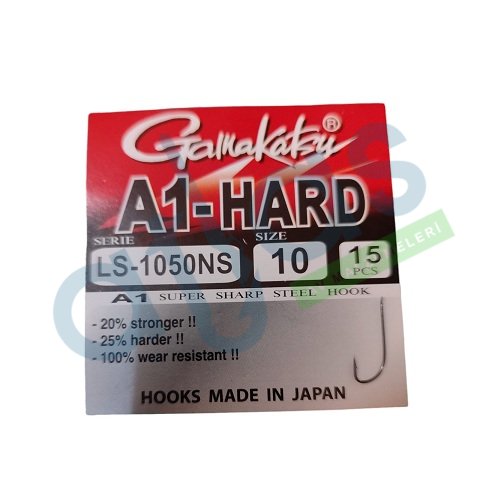 Gamakatsu®
A1-HARD
SERIE SIZE
LS-1050NS 10 15 PCS
A1 SUPER SHARP STEEL HOOK
- 20% stronger !!
- 25% harder !!
- 100% wear resistant !!
HOOKS MADE IN JAPAN